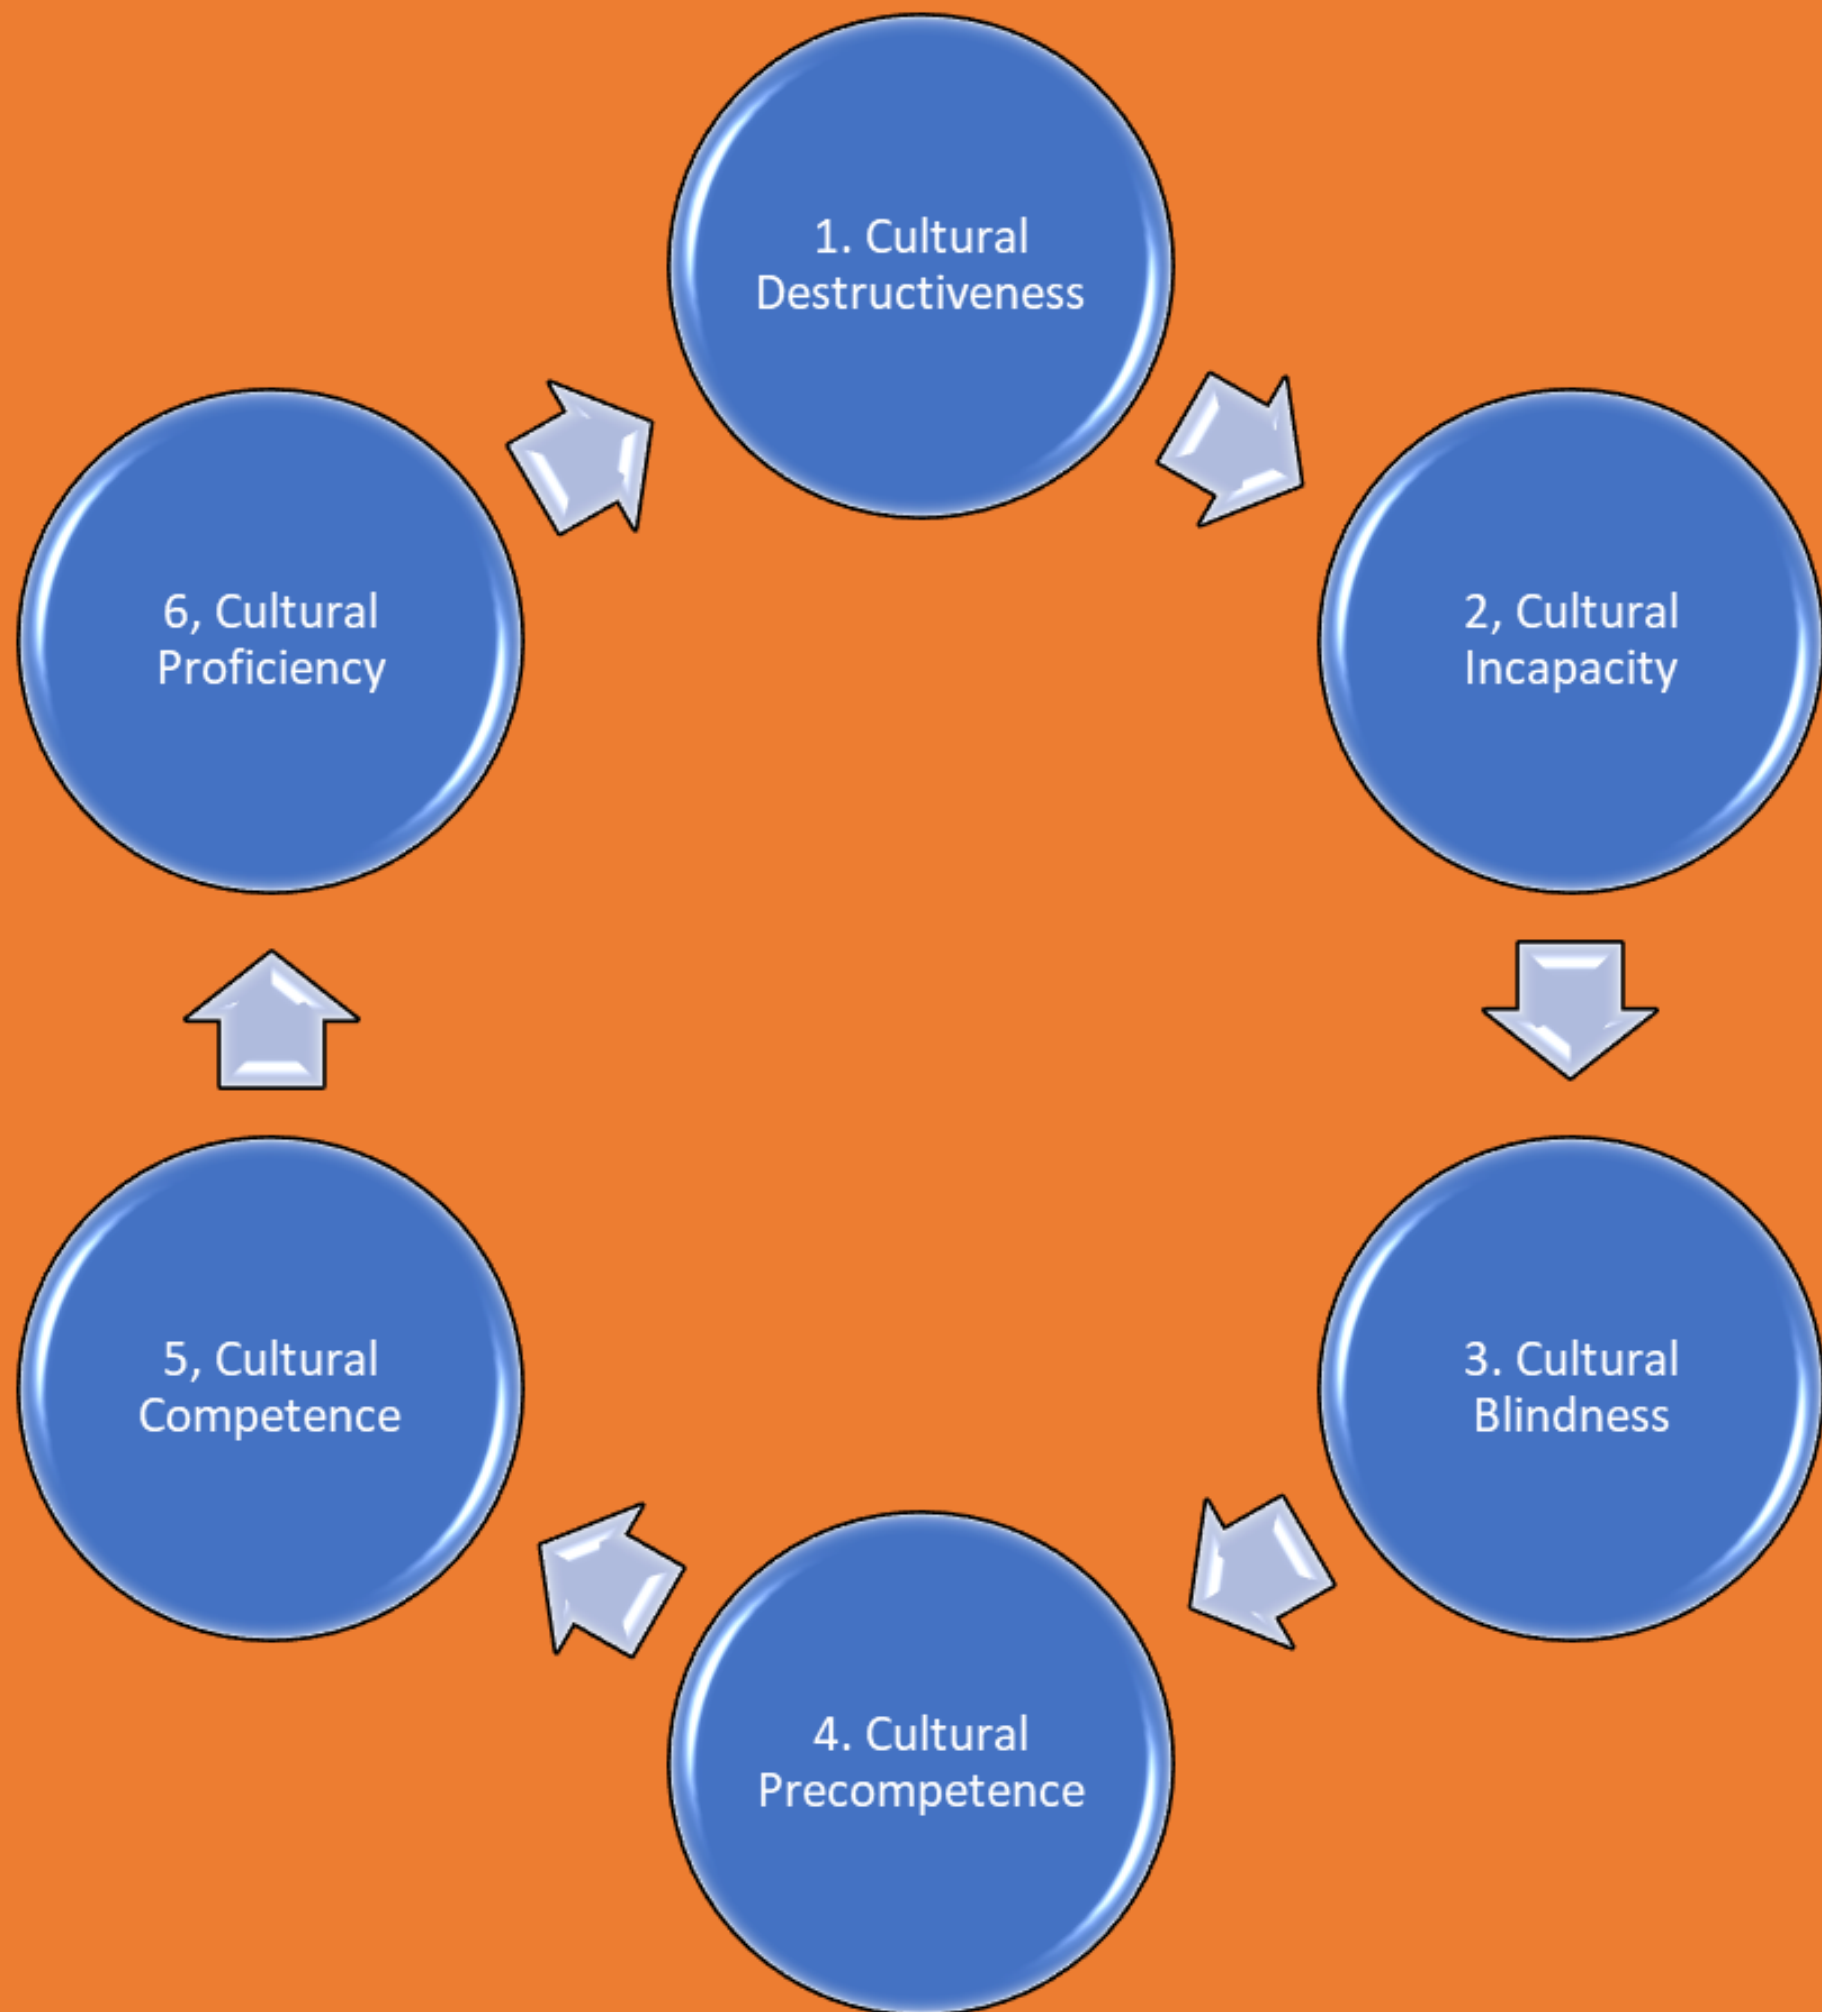 1. Cultural
Destructiveness
2, Cultural
Incapacity
3. Cultural
Blindness
4. Cultural
Precompetence
5, Cultural
Competence
6, Cultural
Proficiency